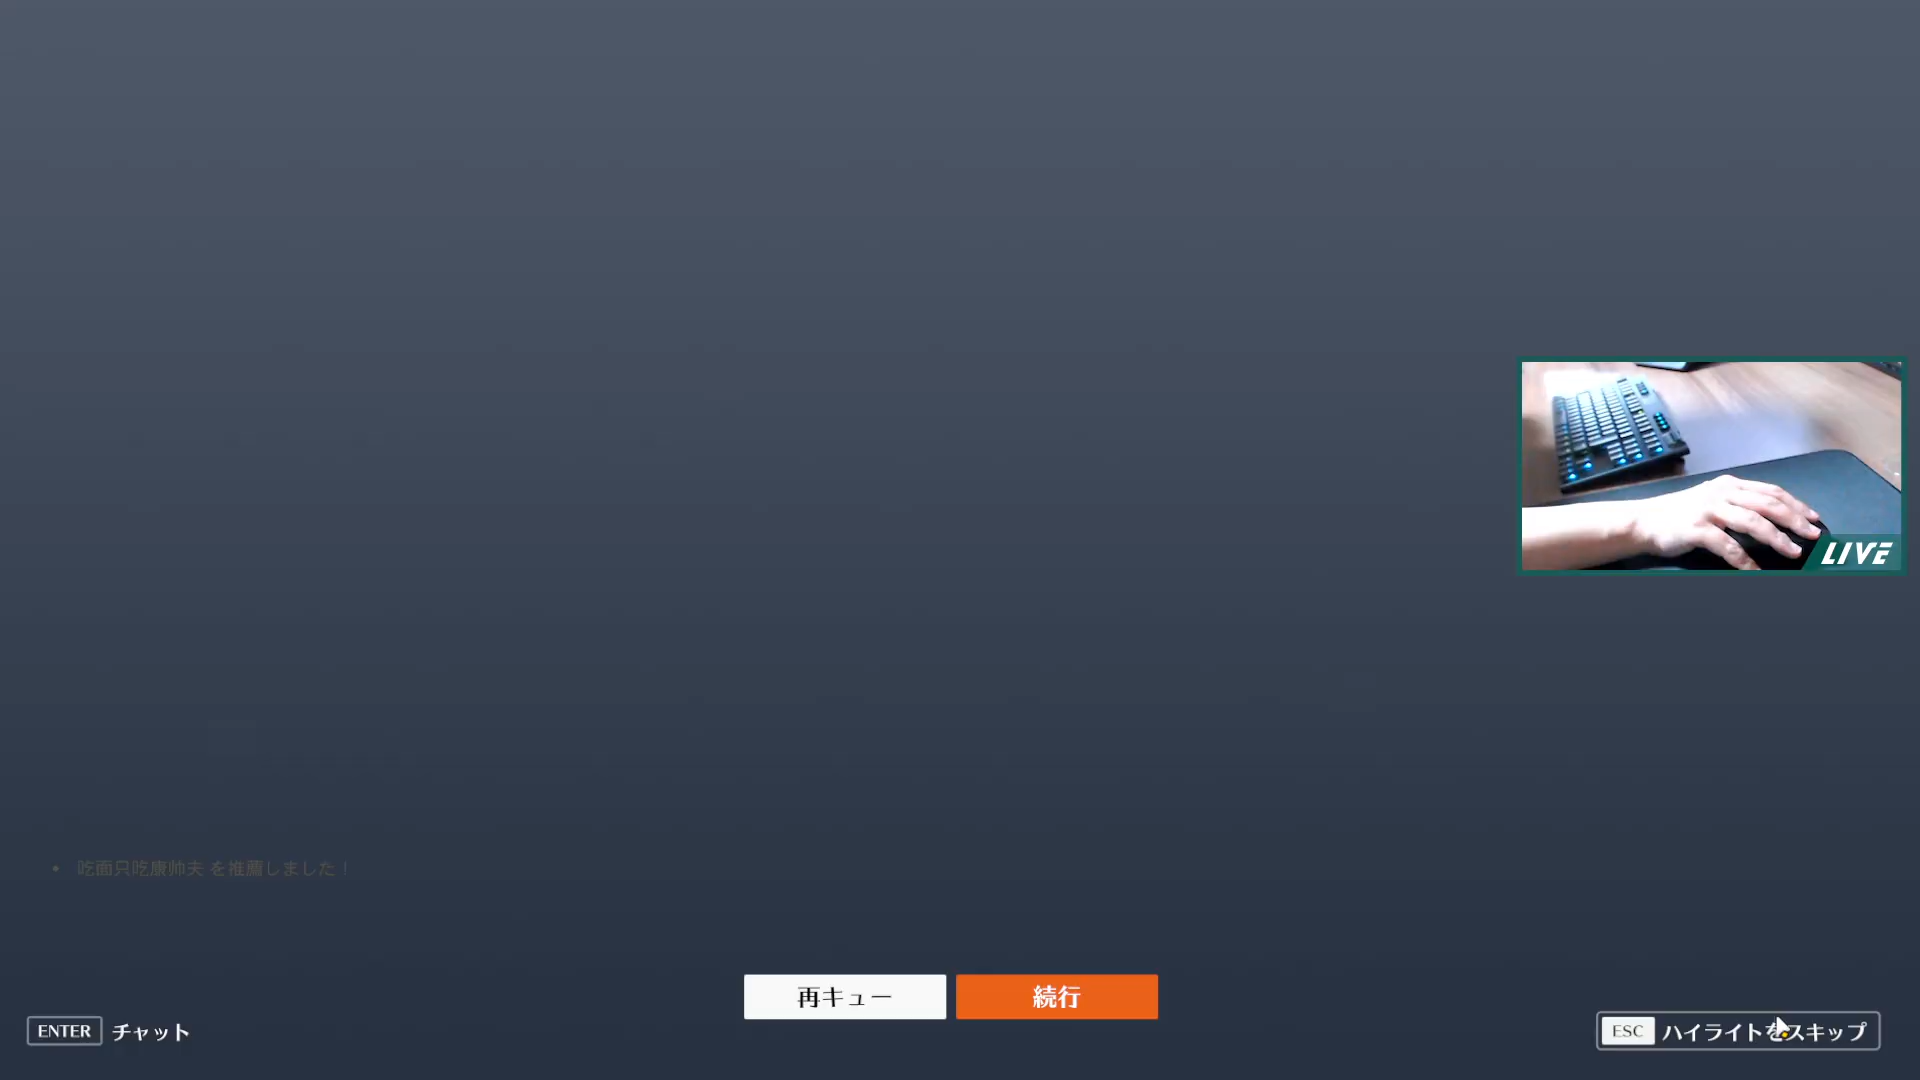 LIVE
• 吃面只吃康帅夫 を推薦しました！
再キュー
続行
ENTER チャット
ESC ハイライトをスキップ